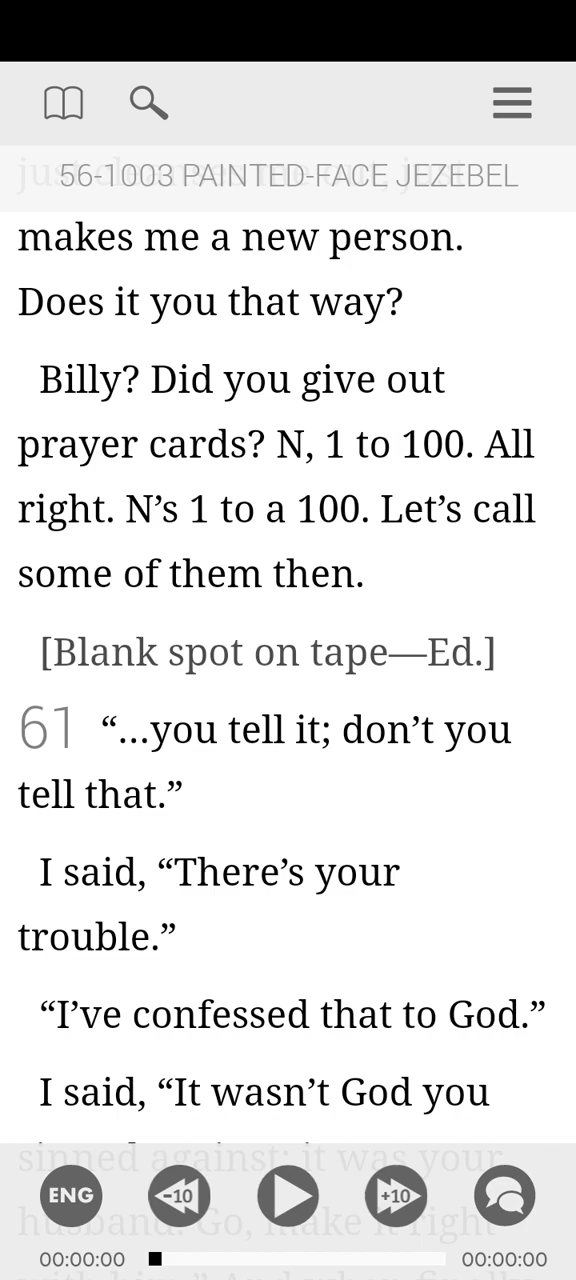 just
56-1003 PAINTED-FACE JEZEBEL
makes me a new person.
Does it you that way?
Billy? Did you give out
prayer cards? N, 1 to 100. All
right. N’s 1 to a 100. Let’s call
some of them then.
[Blank spot on tape—Ed.]
61 “…you tell it; don’t you
tell that.”
I said, “There’s your
trouble.”
“I’ve confessed that to God.”
I said, “It wasn’t God you
sinned against; it was your
husband. Go, make it right
ENG -10 +10
00:00:00 00:00:00